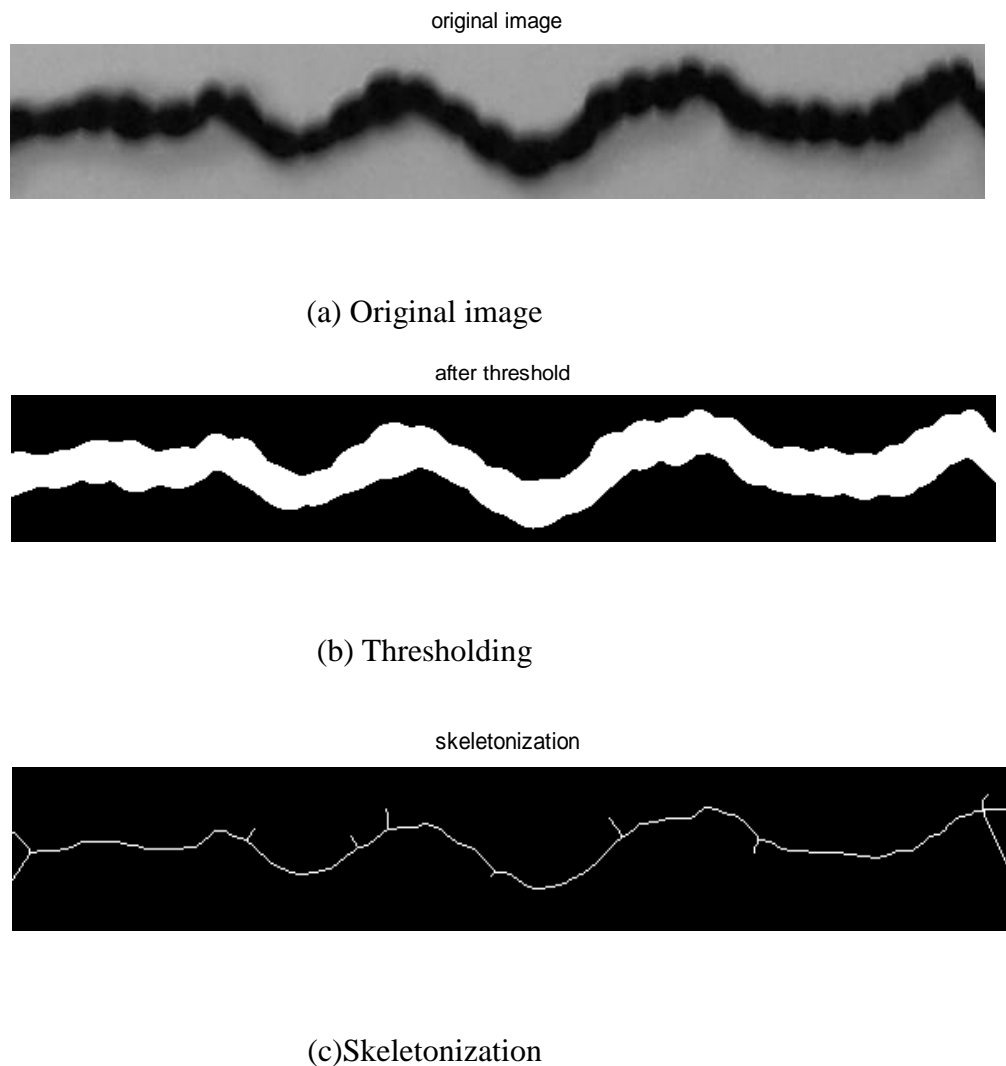 original image
(a) Original image
after threshold
(b) Thresholding
skeletonization
(c)Skeletonization